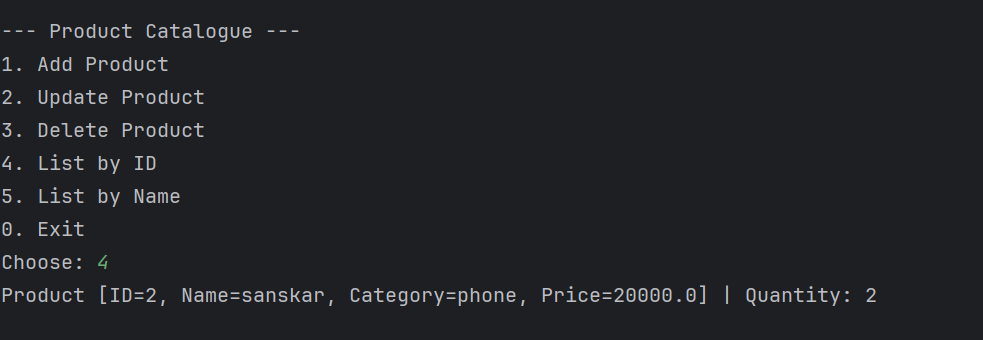 --- Product Catalogue ---
1. Add Product
2. Update Product
3. Delete Product
4. List by ID
5. List by Name
0. Exit
Choose: 4
Product [ID=2, Name=sanskar, Category=phone, Price=20000.0] | Quantity: 2